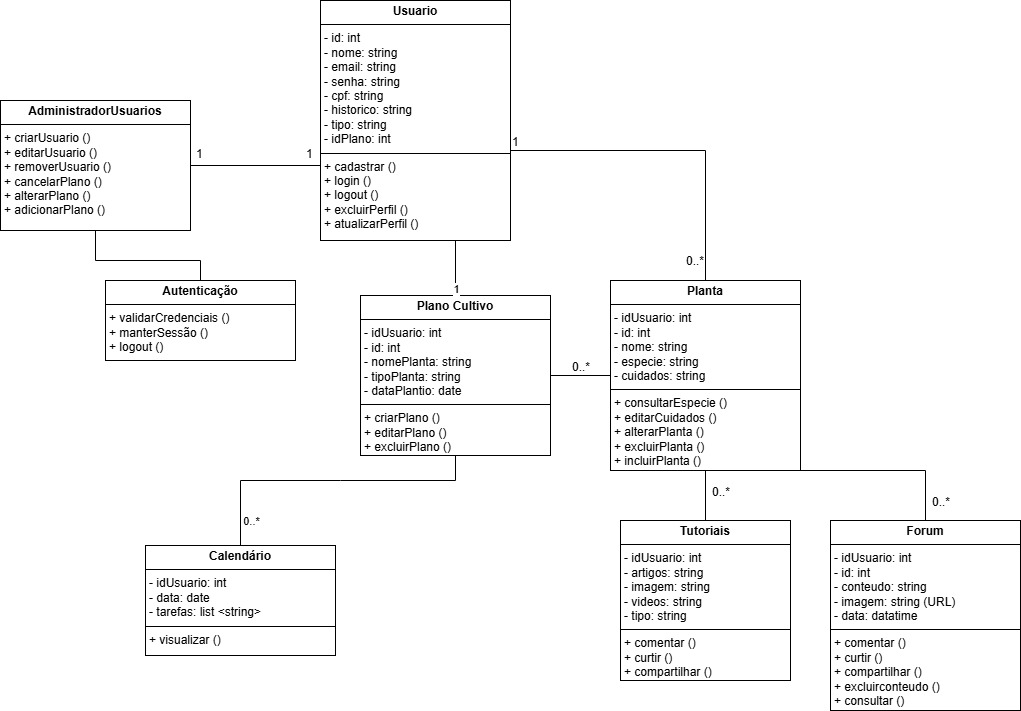 Usuario
- id: int
- nome: string
- email: string
- senha: string
- cpf: string
- historico: string
- tipo: string
- idPlano: int
+ cadastrar ()
+ login ()
+ logout ()
+ excluirPerfil ()
+ atualizarPerfil ()
AdministradorUsuarios
+ criarUsuario ()
+ editarUsuario ()
+ removerUsuario ()
+ cancelarPlano ()
+ alterarPlano ()
+ adicionarPlano ()
1
1
1
0..*
1
Autenticação
+ validarCredenciais ()
+ manterSessão ()
+ logout ()
Plano Cultivo
- idUsuario: int
- id: int
- nomePlanta: string
- tipoPlanta: string
- dataPlantio: date
+ criarPlano ()
+ editarPlano ()
+ excluirPlano ()
0..*
Planta
- idUsuario: int
- id: int
- nome: string
- especie: string
- cuidados: string
+ consultarEspecie ()
+ editarCuidados ()
+ alterarPlanta ()
+ excluirPlanta ()
+ incluirPlanta ()
0..*
0..*
0..*
Calendário
- idUsuario: int
- data: date
- tarefas: list <string>
+ visualizar ()
Tutoriais
- idUsuario: int
- artigos: string
- imagem: string
- videos: string
- tipo: string
+ comentar ()
+ curtir ()
+ compartilhar ()
Forum
- idUsuario: int
- id: int
- conteudo: string
- imagem: string (URL)
- data: datatime
+ comentar ()
+ curtir ()
+ compartilhar ()
+ excluirconteudo ()
+ consultar ()